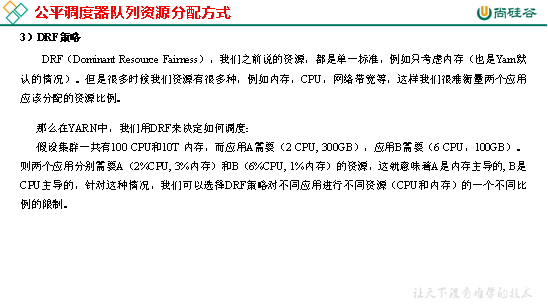 公平调度器队列资源分配方式
尚硅谷
3）DRF策略
DRF（Dominant Resource Fairness），我们之前说的资源，都是单一标准，例如只考虑内存（也是Yarn默
认的情况）。但是很多时候我们资源有很多种，例如内存，CPU，网络带宽等，这样我们很难衡量两个应用
应该分配的资源比例。
那么在YARN中，我们用DRF来决定如何调度：
假设集群一共有100 CPU和10T 内存，而应用A需要（2 CPU, 300GB），应用B需要（6 CPU，100GB）。
则两个应用分别需要A（2%CPU, 3%内存）和B（6%CPU, 1%内存）的资源，这就意味着A是内存主导的, B是
CPU主导的，针对这种情况，我们可以选择DRF策略对不同应用进行不同资源（CPU和内存）的一个不同比
例的限制。
让天下没有难学的技术